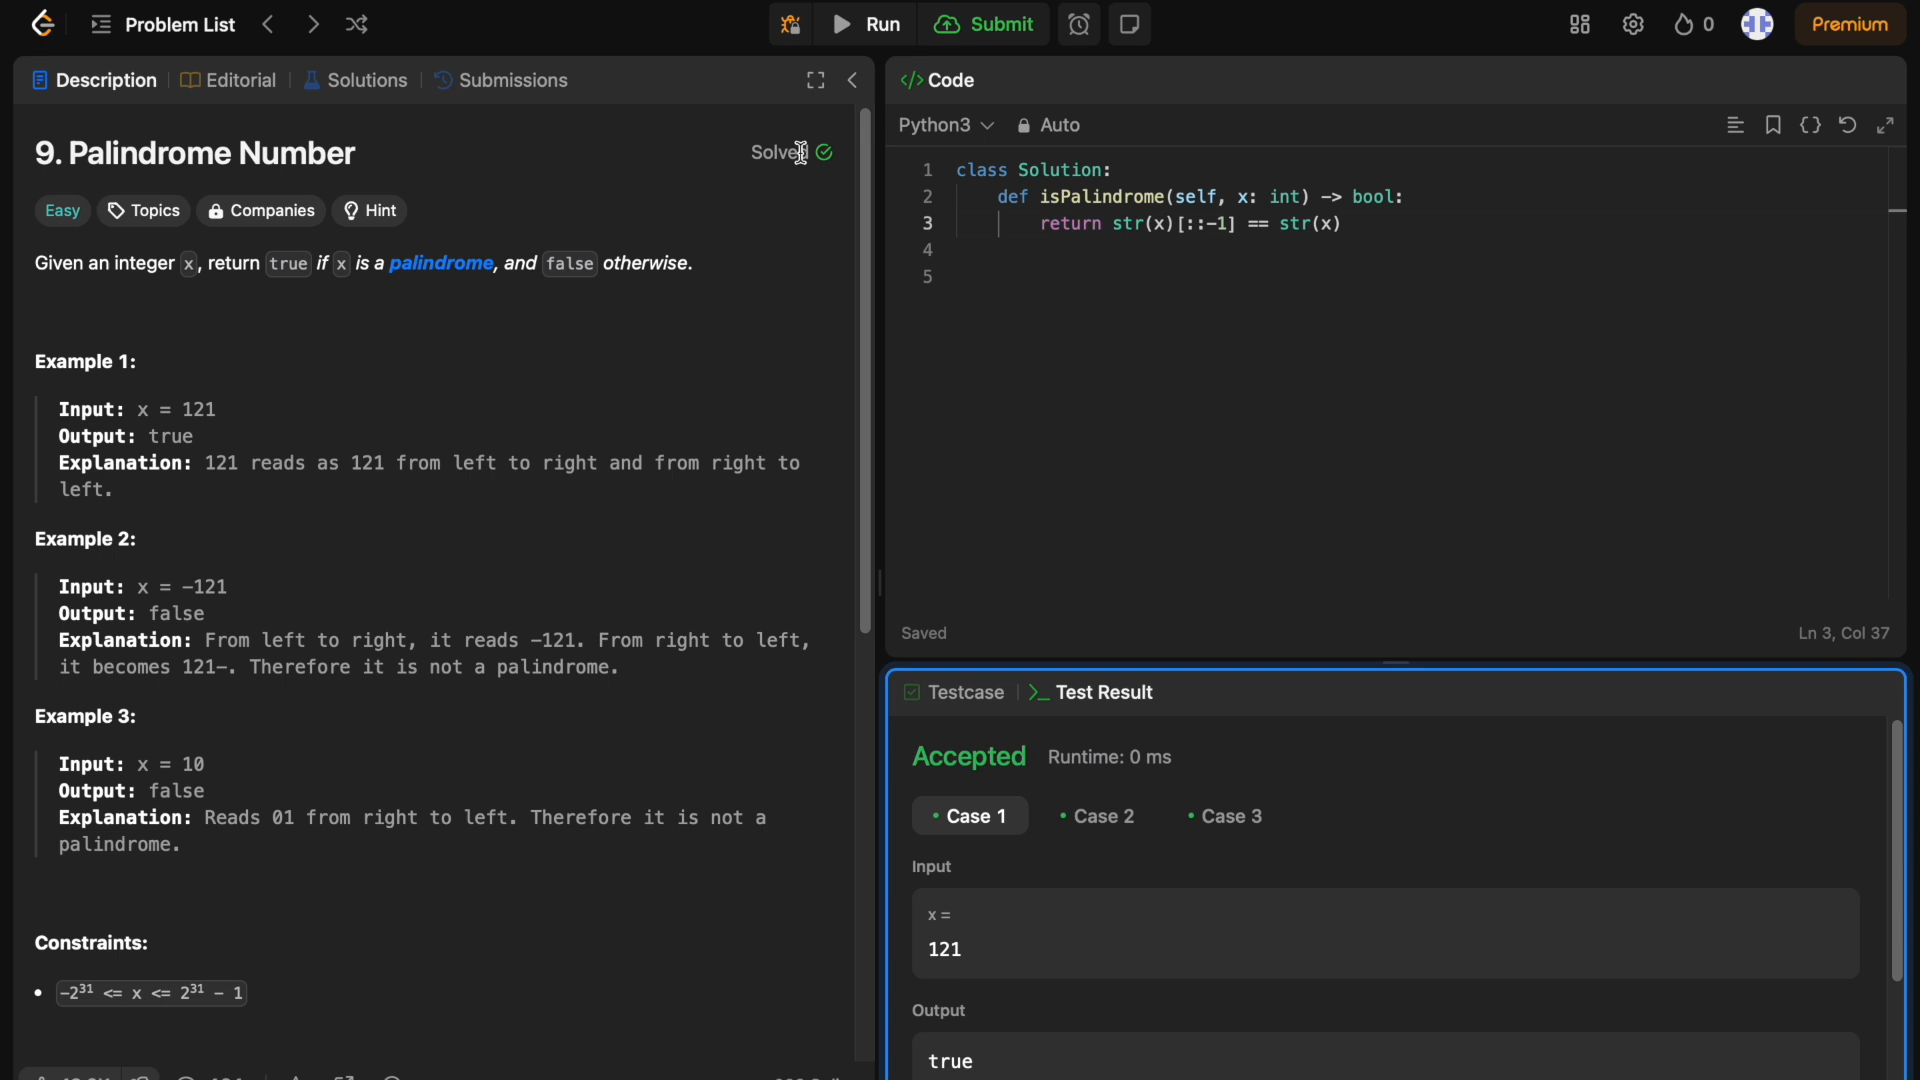 Problem List
Run
Submit
0
Premium
Description
Editorial
Solutions
Submissions
9. Palindrome Number
Solved
Easy
Topics
Companies
Hint
Given an integer x, return true if x is a palindrome, and false otherwise.
Example 1:
Input: x = 121
Output: true
Explanation: 121 reads as 121 from left to right and from right to
left.
Example 2:
Input: x = -121
Output: false
Explanation: From left to right, it reads -121. From right to left,
it becomes 121-. Therefore it is not a palindrome.
Example 3:
Input: x = 10
Output: false
Explanation: Reads 01 from right to left. Therefore it is not a
palindrome.
Constraints:
• -2³¹ <= x <= 2³¹ - 1
</> Code
Python3
Auto
1 class Solution:
2 def isPalindrome(self, x: int) -> bool:
3 return str(x)[::-1] == str(x)
4
5
Saved
Ln 3, Col 37
Testcase
>_ Test Result
Accepted Runtime: 0 ms
• Case 1
• Case 2
• Case 3
Input
x =
121
Output
true